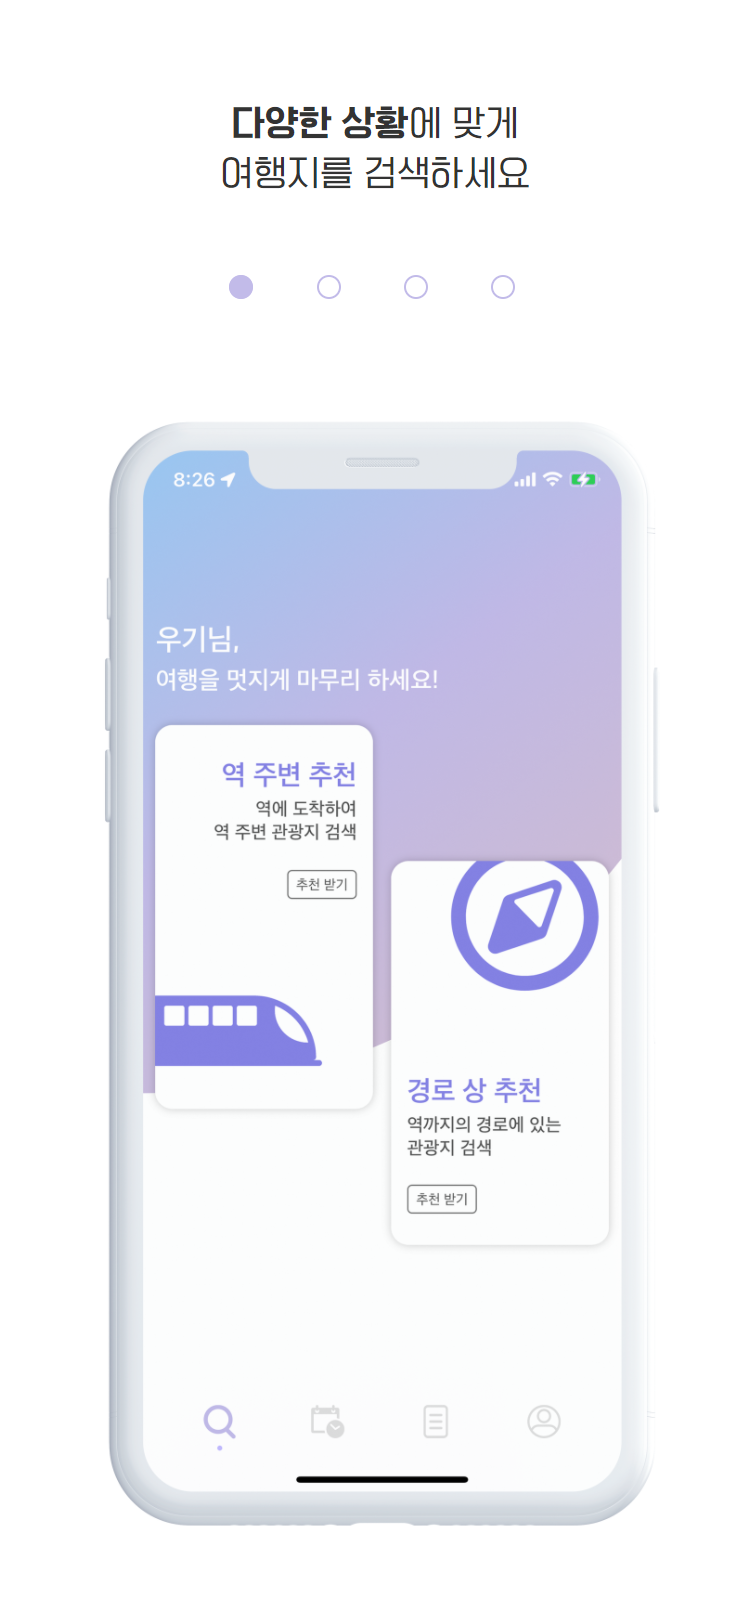 다양한 상황에 맞게
여행지를 검색하세요
8:26
우기님,
여행을 멋지게 마무리 하세요!
역 주변 추천
역에 도착하여
역 주변 관광지 검색
추천 받기
경로 상 추천
역까지의 경로에 있는
관광지 검색
추천 받기